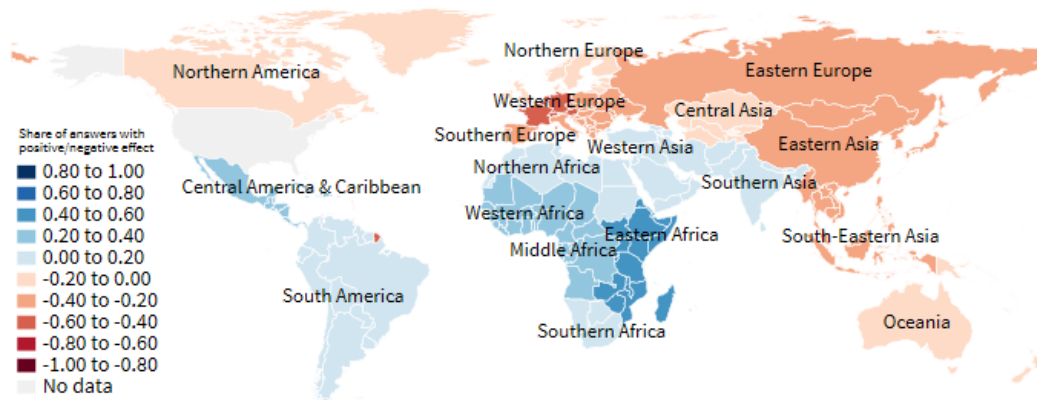 Northern Europe
Northern America
Eastern Europe
Western Europe
Central Asia
Share of answers with
positive/negative effect
Southern Europe
Eastern Asia
Western Asia
0.80 to 1.00
Northern Africa
0.60 to 0.80
Central America & Caribbean
Southern Asia
0.40 to 0.60
Western Africa
0.20 to 0.40
Eastern Africa
South-Eastern Asia
0.00 to 0.20
Middle Africa
-0.20 to 0.00
South America
-0.40 to -0.20
-0.60 to -0.40
Oceania
Southern Africa
-0.80 to -0.60
-1.00 to -0.80
No data